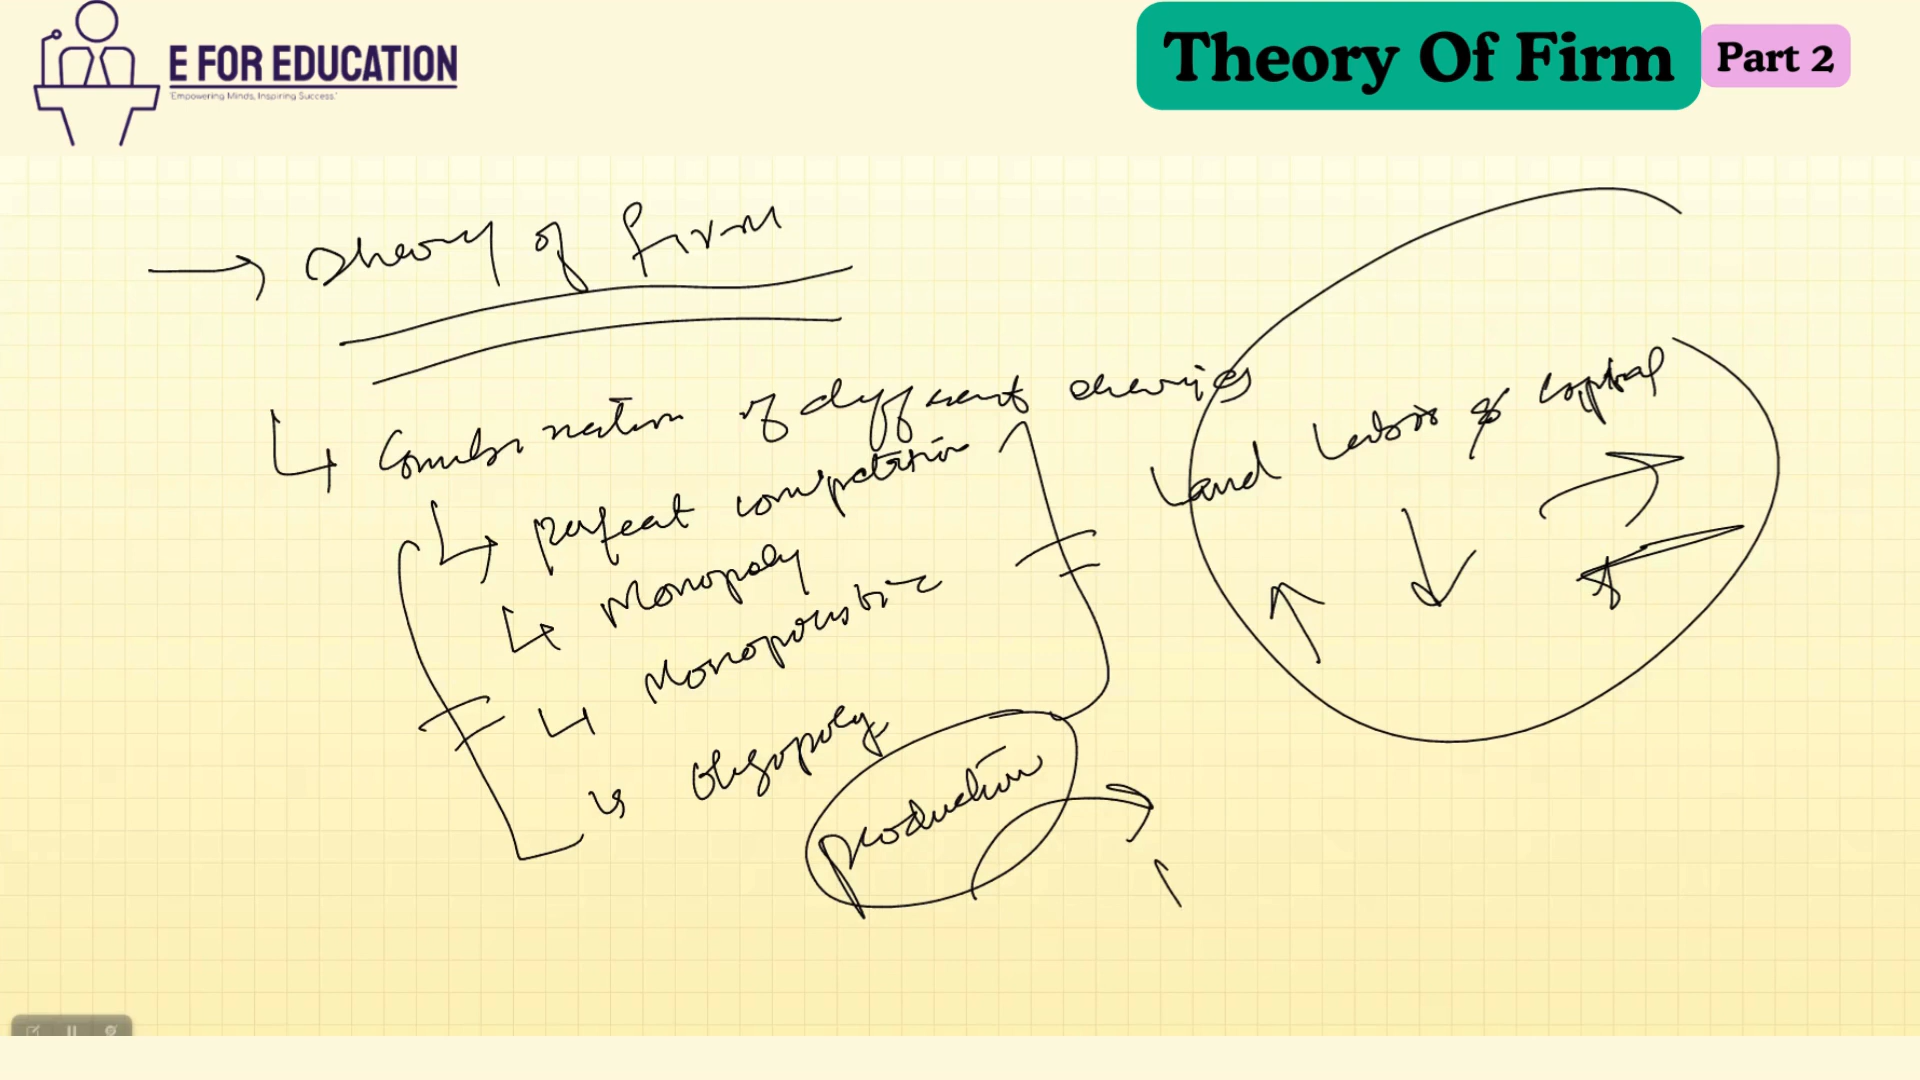 E FOR EDUCATION
'Empowering Minds, Inspiring Success.'
Theory Of Firm
Part 2
Theory of firm
Combination of different theories
perfect competition
Monopoly
Monopolistic
Oligopoly
production
Land Labor & capital